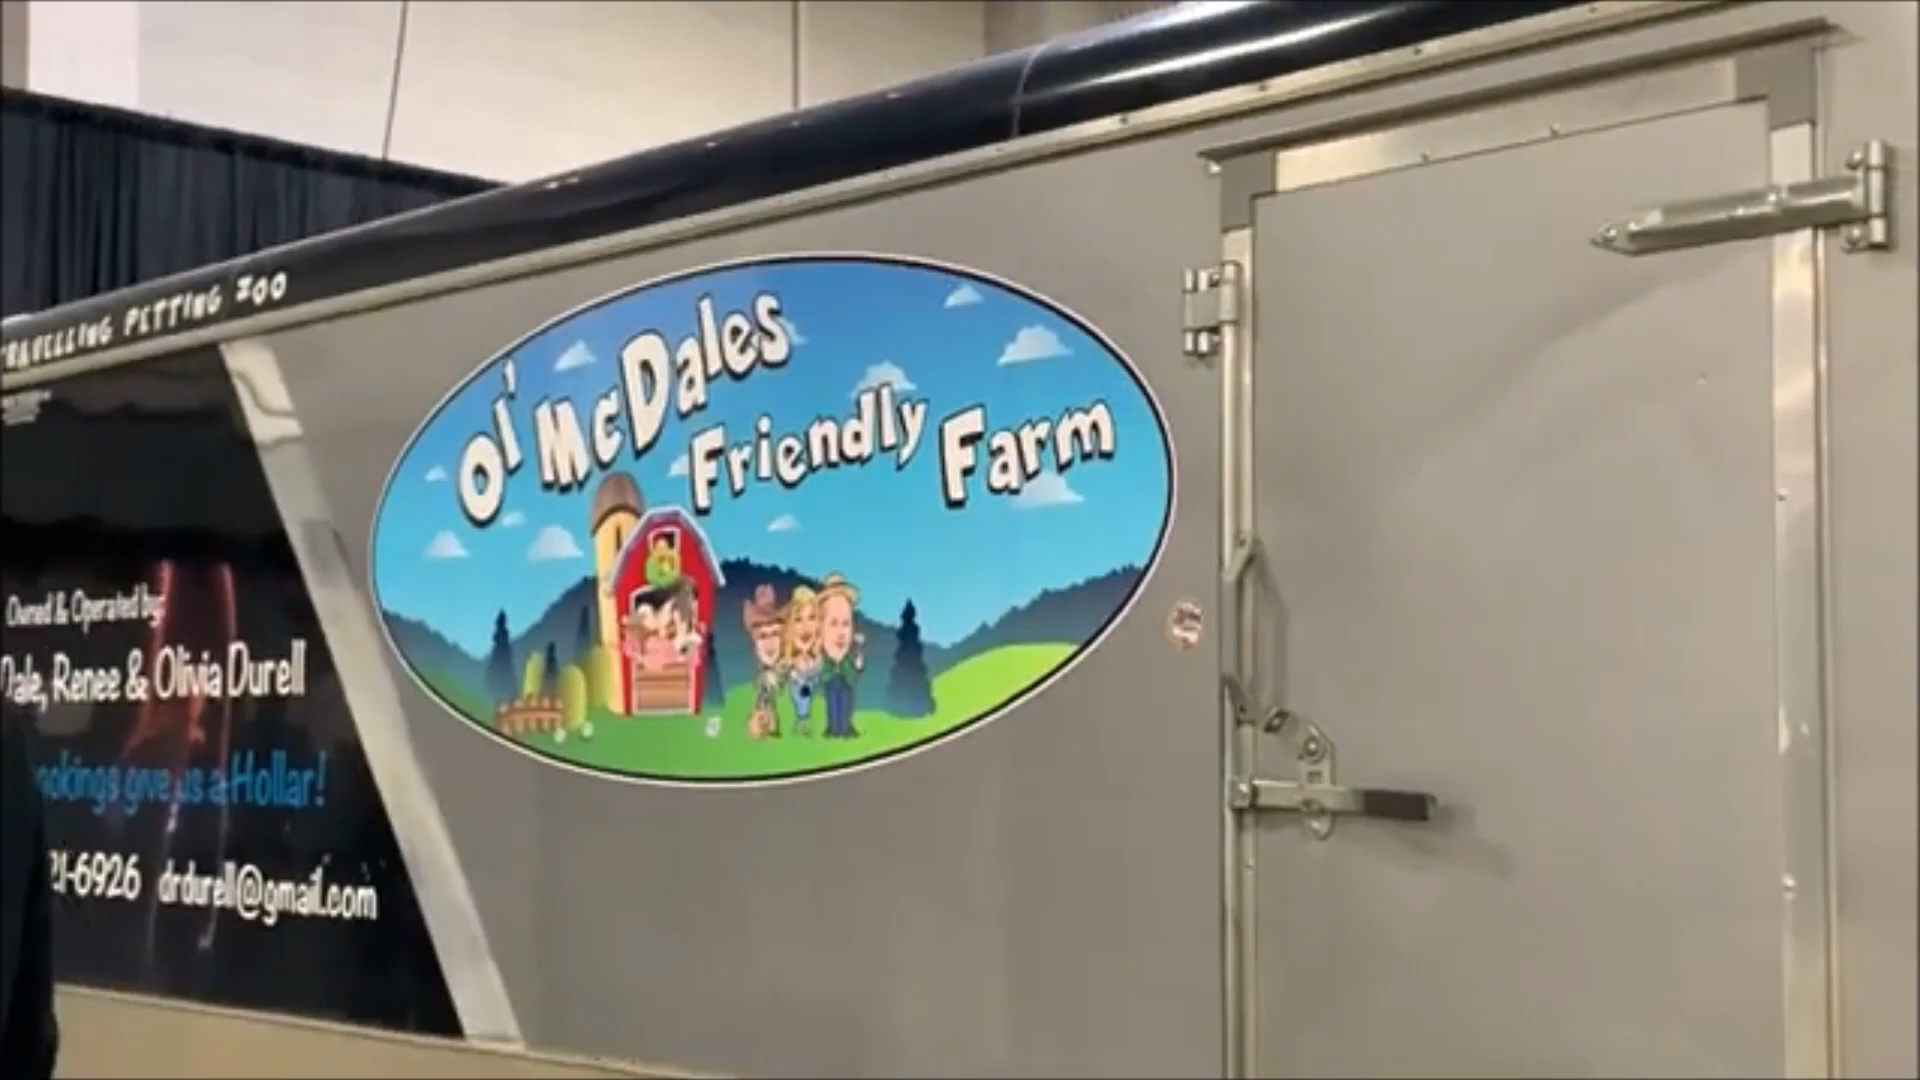 TRAVELLING PETTING ZOO
Ol' McDales
Friendly Farm
Owned & Operated by:
Dale, Renee & Olivia Durell
ookings give us a Hollar!
21-6926 drdurell@gmail.com